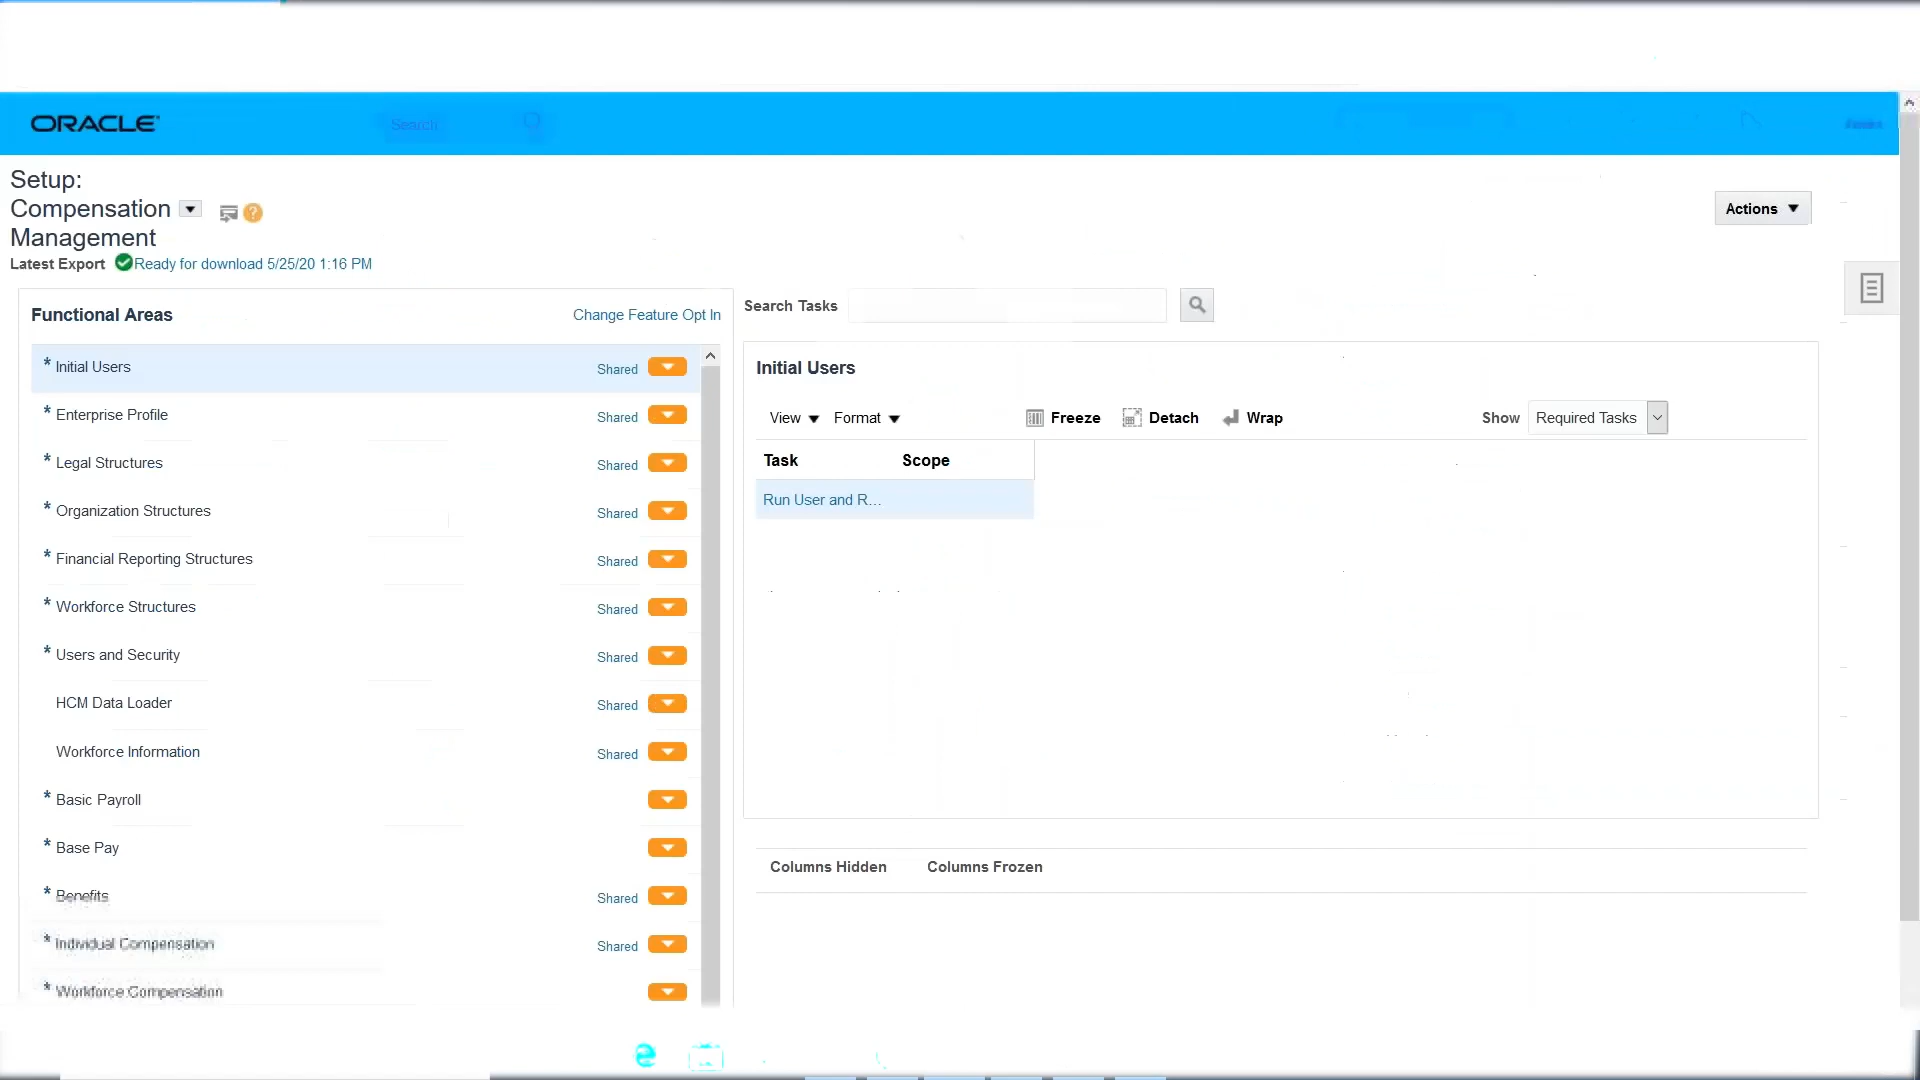 ORACLE
Search
Setup:
Compensation
Management
Actions
Latest Export Ready for download 5/25/20 1:16 PM
Functional Areas
Change Feature Opt In
* Initial Users Shared
* Enterprise Profile Shared
* Legal Structures Shared
* Organization Structures Shared
* Financial Reporting Structures Shared
* Workforce Structures Shared
* Users and Security Shared
HCM Data Loader Shared
Workforce Information Shared
* Basic Payroll
* Base Pay
* Benefits Shared
* Individual Compensation Shared
* Workforce Compensation
Search Tasks
Initial Users
View Format Freeze Detach Wrap Show Required Tasks
Task Scope
Run User and R...
Columns Hidden Columns Frozen